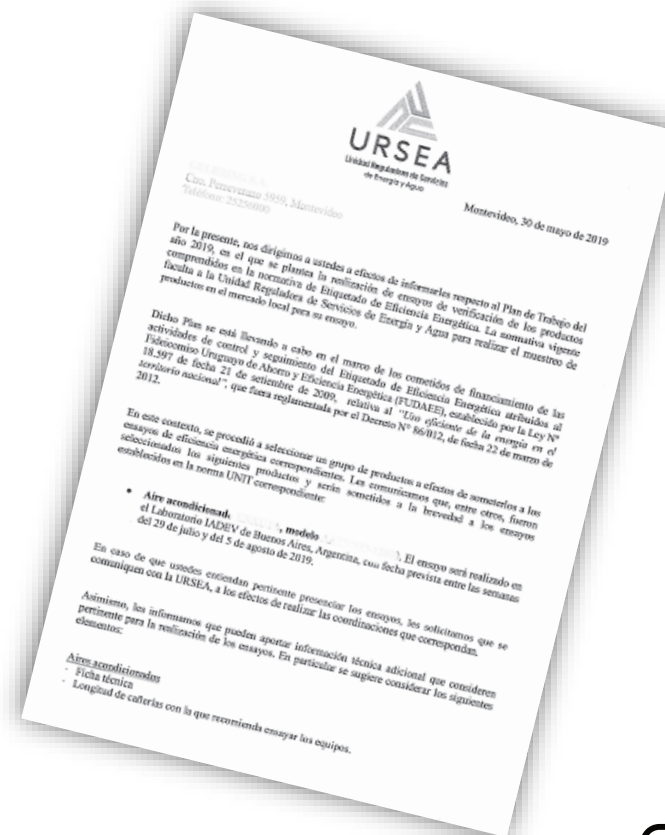 URSEA
Unidad Reguladora de Servicios
de Energía y Agua
Montevideo, 30 de mayo de 2019
Cno. Perseverano 5959, Montevideo
Teléfono: 25250000
Por la presente, nos dirigimos a ustedes a efectos de informarles respecto al Plan de Trabajo del
año 2019, en el que se plantea la realización de ensayos de verificación de los productos
comprendidos en la normativa de Etiquetado de Eficiencia Energética. La normativa vigente
faculta a la Unidad Reguladora de Servicios de Energía y Agua para realizar el muestreo de
productos en el mercado local para su ensayo.
Dicho Plan se está llevando a cabo en el marco de los cometidos de financiamiento de las
actividades de control y seguimiento del Etiquetado de Eficiencia Energética atribuidos al
Fideicomiso Uruguayo de Ahorro y Eficiencia Energética (FUDAEE), establecido por la Ley N°
18.597 de fecha 21 de setiembre de 2009, relativa al "Uso eficiente de la energía en el
territorio nacional", que fuera reglamentada por el Decreto N° 86/012, de fecha 22 de marzo de
2012.
En este contexto, se procedió a seleccionar un grupo de productos a efectos de someterlos a los
ensayos de eficiencia energética correspondientes. Les comunicamos que, entre otros, fueron
seleccionados los siguientes productos y serán sometidos a la brevedad a los ensayos
establecidos en la norma UNIT correspondiente:
• Aire acondicionad , modelo . El ensayo será realizado en
el Laboratorio IADEV de Buenos Aires, Argentina, con fecha prevista entre las semanas
del 29 de julio y del 5 de agosto de 2019.
En caso de que ustedes entiendan pertinente presenciar los ensayos, les solicitamos que se
comuniquen con la URSEA, a los efectos de realizar las coordinaciones que correspondan.
Asimismo, les informamos que pueden aportar información técnica adicional que consideren
pertinente para la realización de los ensayos. En particular se sugiere considerar los siguientes
elementos:
Aires acondicionados
- Ficha técnica
- Longitud de cañerías con la que recomienda ensayar los equipos.